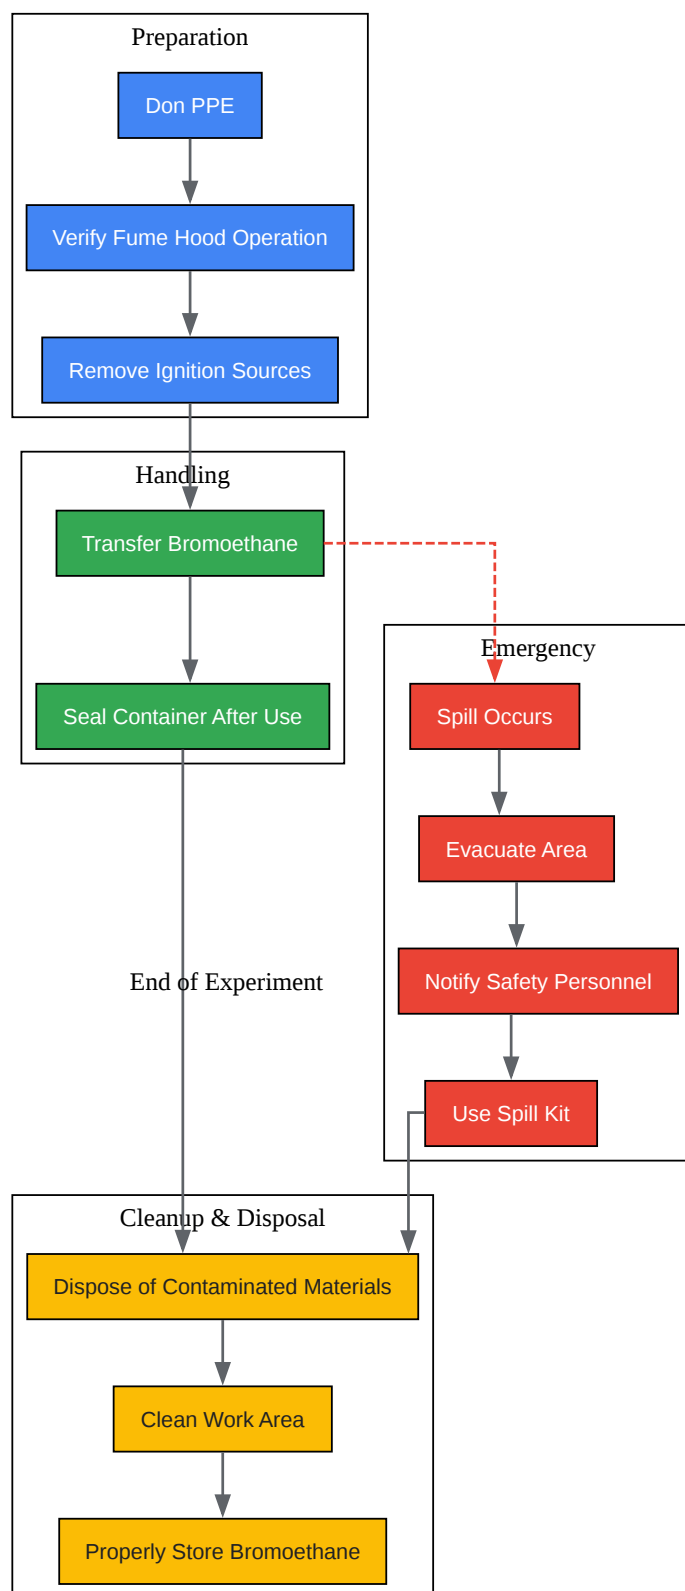 Preparation
Don PPE
Verify Fume Hood Operation
Remove Ignition Sources
Handling
Transfer Bromoethane
Seal Container After Use
Emergency
Spill Occurs
Evacuate Area
Notify Safety Personnel
Use Spill Kit
End of Experiment
Cleanup & Disposal
Dispose of Contaminated Materials
Clean Work Area
Properly Store Bromoethane